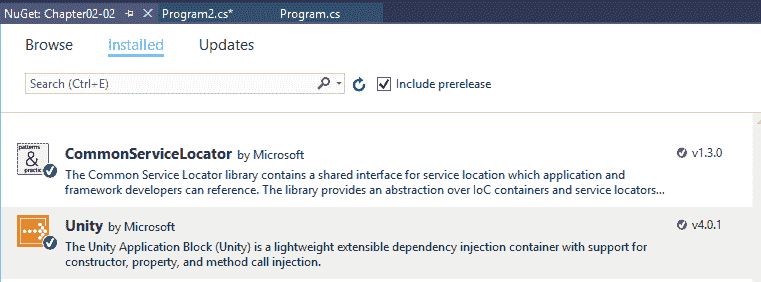 NuGet: Chapter02-02 Program2.cs* Program.cs
Browse Installed Updates
Search (Ctrl+E) Include prerelease
patterns & practic
CommonServiceLocator by Microsoft v1.3.0
The Common Service Locator library contains a shared interface for service location which application and
framework developers can reference. The library provides an abstraction over IoC containers and service locators...
Unity by Microsoft v4.0.1
The Unity Application Block (Unity) is a lightweight extensible dependency injection container with support for
constructor, property, and method call injection.